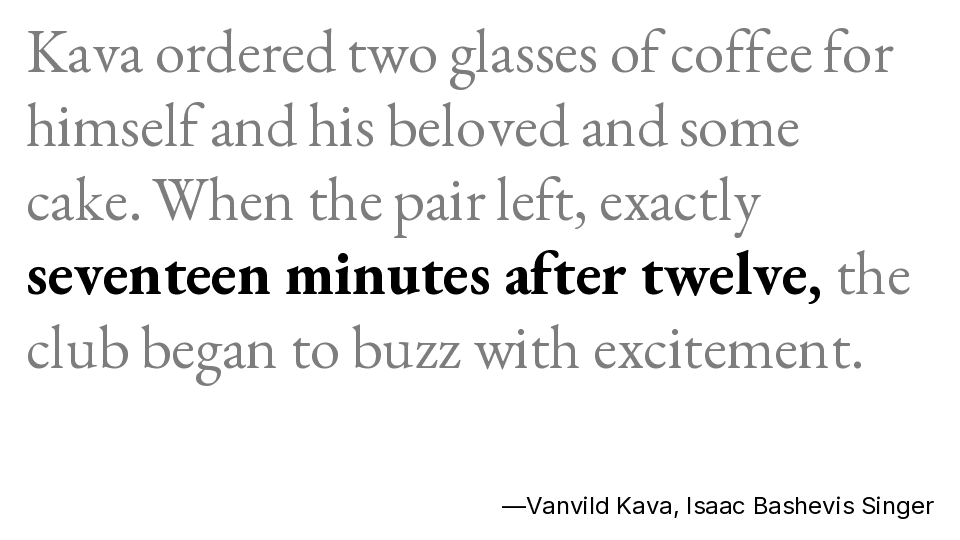 Kava ordered two glasses of coffee for
himself and his beloved and some
cake. When the pair left, exactly
seventeen minutes after twelve, the
club began to buzz with excitement.
—Vanvild Kava, Isaac Bashevis Singer